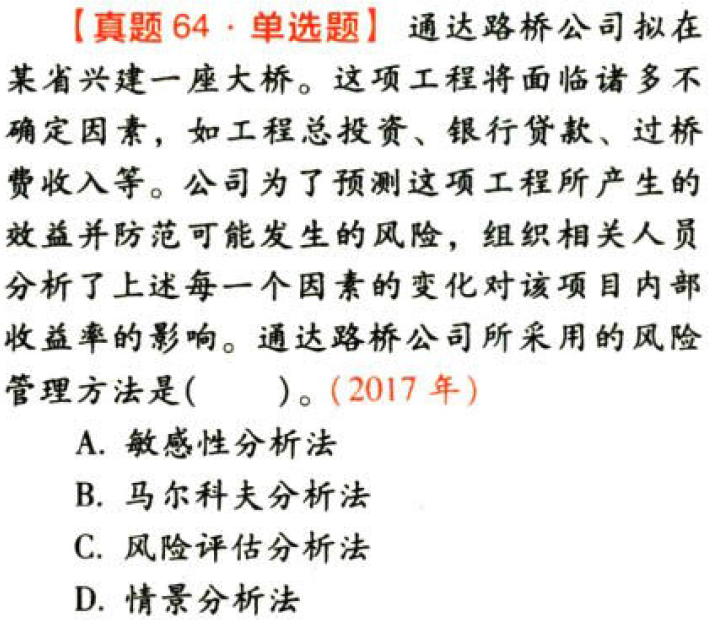 【真题 64 · 单选题】 通达路桥公司拟在
某省兴建一座大桥。这项工程将面临诸多不
确定因素，如工程总投资、银行贷款、过桥
费收入等。公司为了预测这项工程所产生的
效益并防范可能发生的风险，组织相关人员
分析了上述每一个因素的变化对该项目内部
收益率的影响。通达路桥公司所采用的风险
管理方法是(　　)。(2017 年)
A. 敏感性分析法
B. 马尔科夫分析法
C. 风险评估分析法
D. 情景分析法